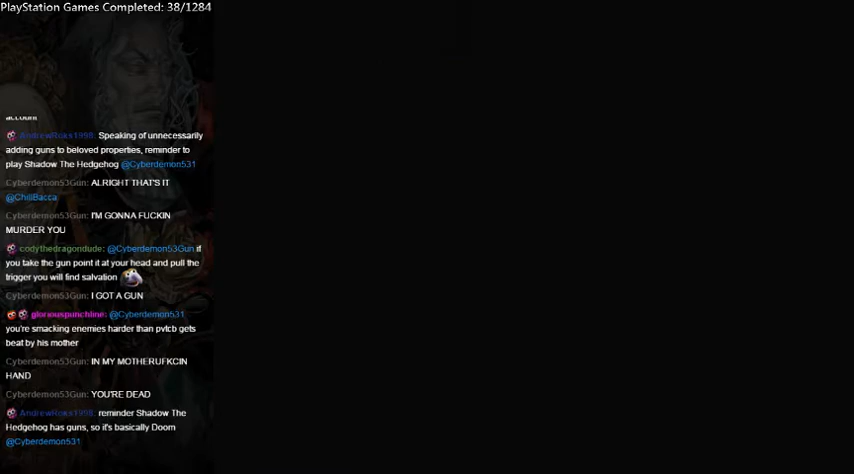 PlayStation Games Completed: 38/1284
account
AndrewRoks1998: Speaking of unnecessarily
adding guns to beloved properties, reminder to
play Shadow The Hedgehog @Cyberdemon531
Cyberdemon53Gun: ALRIGHT THAT'S IT
@ChillBacca
Cyberdemon53Gun: I'M GONNA FUCKIN
MURDER YOU
codythedragondude: @Cyberdemon53Gun if
you take the gun point it at your head and pull the
trigger you will find salvation
Cyberdemon53Gun: I GOT A GUN
gloriouspunchline: @Cyberdemon531
you're smacking enemies harder than pvtcb gets
beat by his mother
Cyberdemon53Gun: IN MY MOTHERUFKCIN
HAND
Cyberdemon53Gun: YOU'RE DEAD
AndrewRoks1998: reminder Shadow The
Hedgehog has guns, so it's basically Doom
@Cyberdemon531